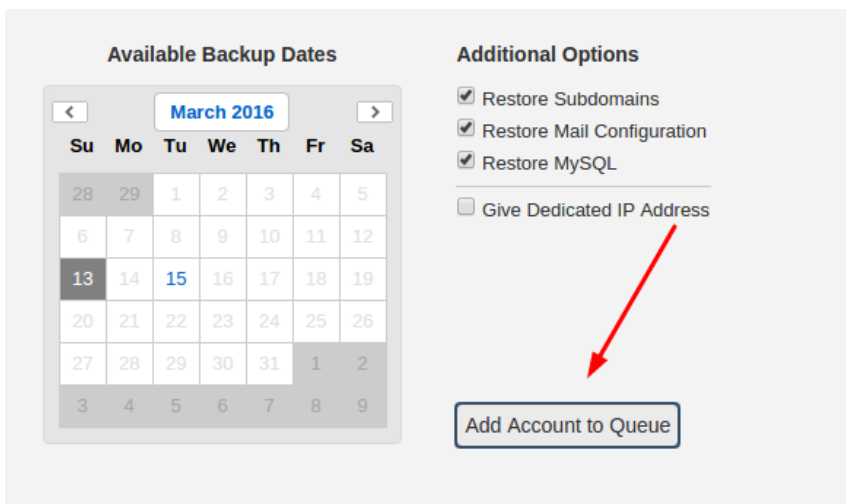 Available Backup Dates
March 2016
Su Mo Tu We Th Fr Sa
28 29 1 2 3 4 5
6 7 8 9 10 11 12
13 14 15 16 17 18 19
20 21 22 23 24 25 26
27 28 29 30 31 1 2
3 4 5 6 7 8 9
Additional Options
Restore Subdomains
Restore Mail Configuration
Restore MySQL
Give Dedicated IP Address
Add Account to Queue